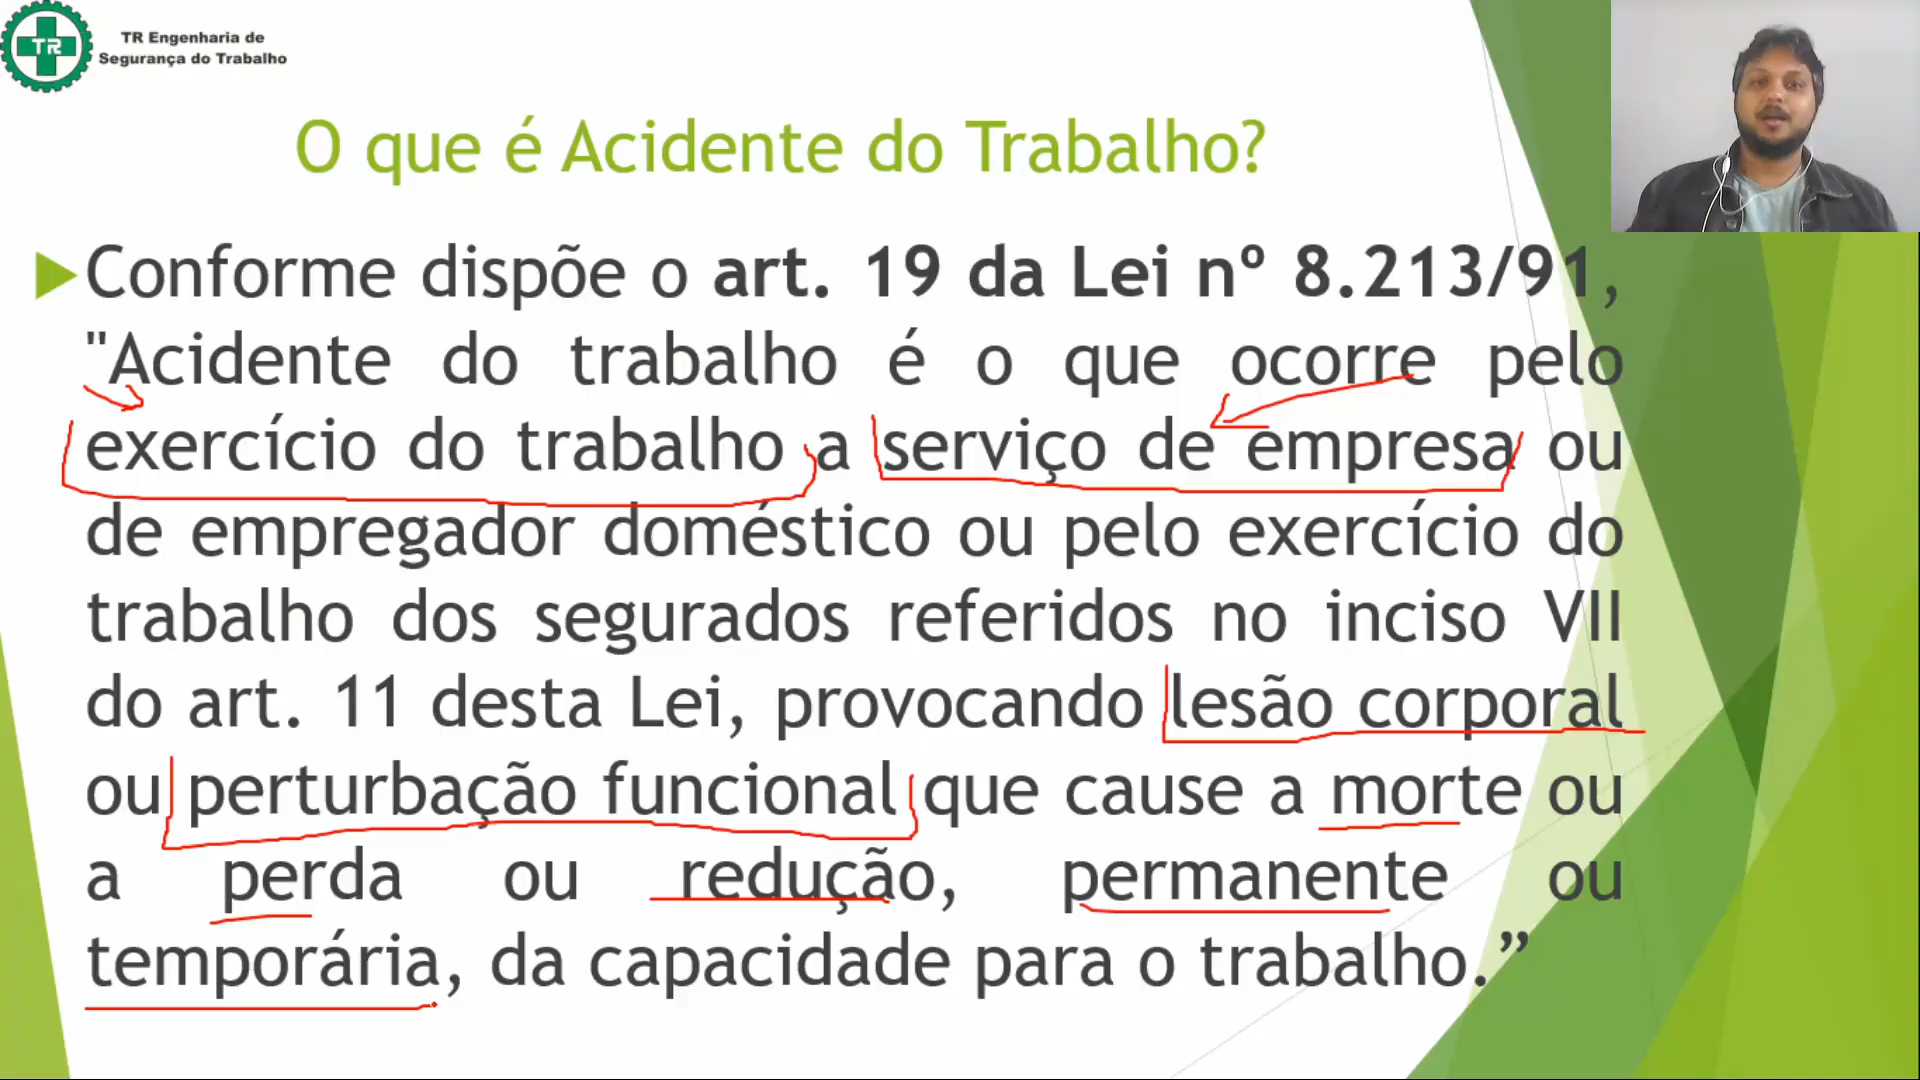 TR
TR Engenharia de
Segurança do Trabalho
O que é Acidente do Trabalho?
Conforme dispõe o art. 19 da Lei nº 8.213/91,
"Acidente do trabalho é o que ocorre pelo
exercício do trabalho a serviço de empresa ou
de empregador doméstico ou pelo exercício do
trabalho dos segurados referidos no inciso VII
do art. 11 desta Lei, provocando lesão corporal
ou perturbação funcional que cause a morte ou
a perda ou redução, permanente ou
temporária, da capacidade para o trabalho.”